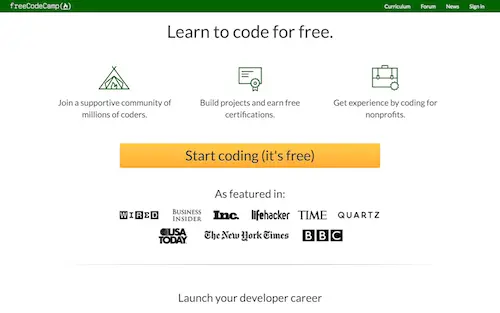 freeCodeCamp
Curriculum Forum News Sign in
Learn to code for free.
Join a supportive community of
millions of coders.
Build projects and earn free
certifications.
Get experience by coding for
nonprofits.
Start coding (it's free)
As featured in:
WIRED BUSINESS INSIDER Inc. lifehacker TIME QUARTZ
USA TODAY The New York Times BBC
Launch your developer career